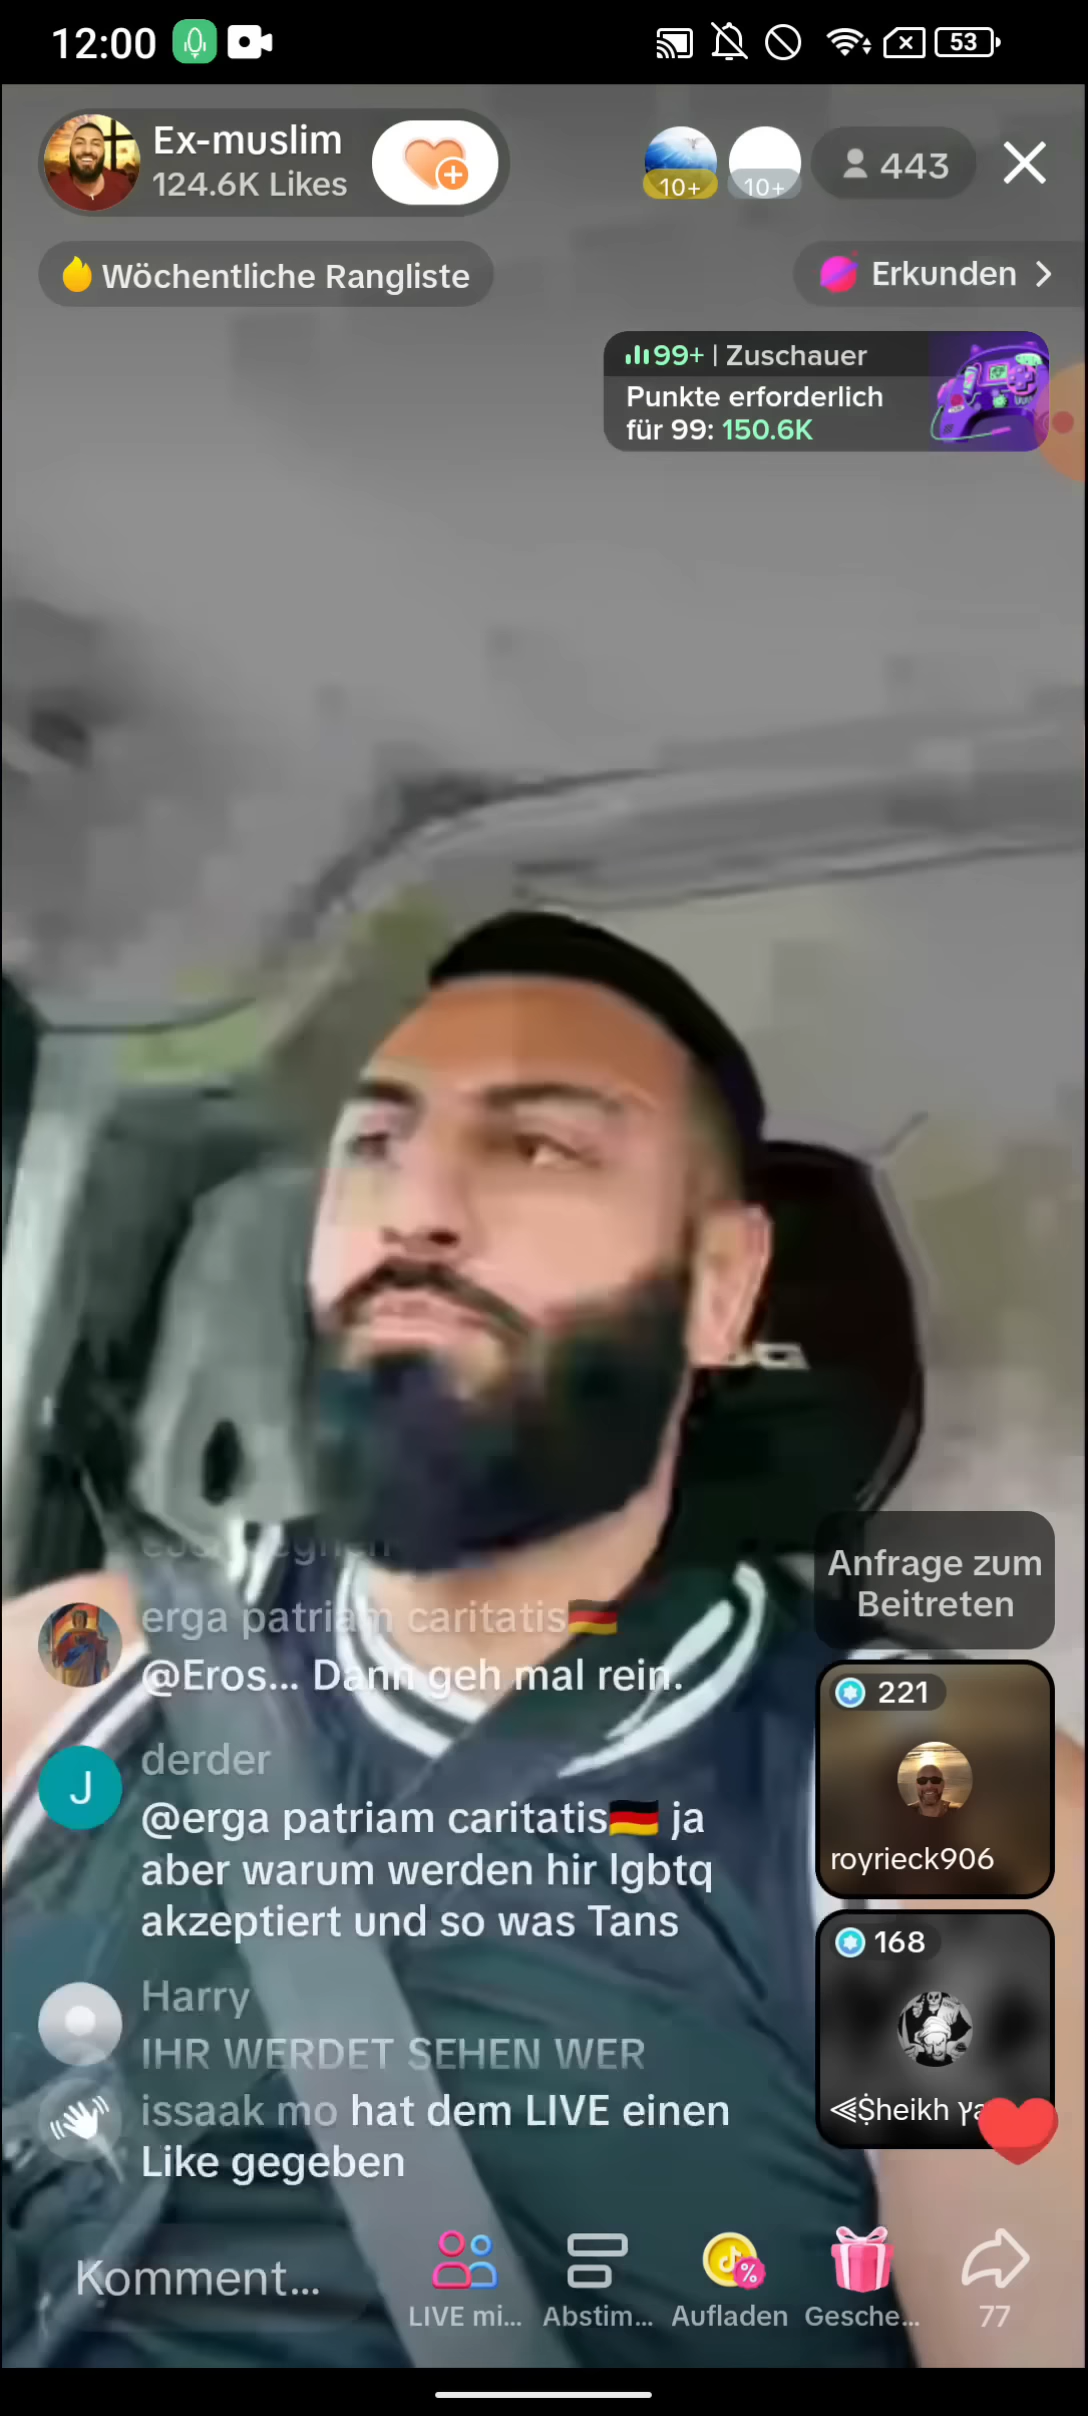 12:00
53
Ex-muslim
124.6K Likes
10+
10+
443
Wöchentliche Rangliste
Erkunden
99+ | Zuschauer
Punkte erforderlich
für 99: 150.6K
Anfrage zum
Beitreten
erga patriam caritatis🇩🇪
@Eros... Dann geh mal rein.
221
royrieck906
derder
J
@erga patriam caritatis🇩🇪 ja
aber warum werden hir lgbtq
akzeptiert und so was Tans
168
Harry
IHR WERDET SEHEN WER
issaak mo hat dem LIVE einen
Like gegeben
Komment...
LIVE mi...
Abstim...
Aufladen
Gesche...
77